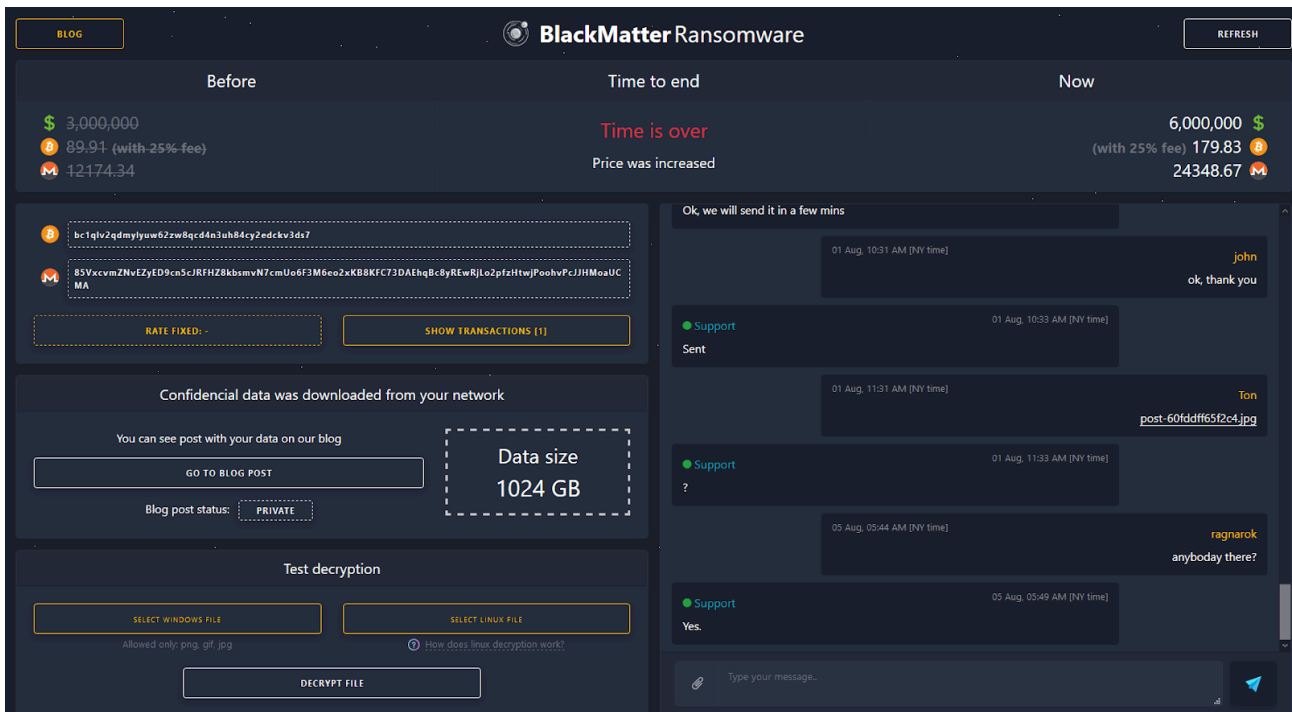 BLOG
BlackMatter Ransomware
REFRESH
Before
Time to end
Now
$ 3,000,000
89.91 (with 25% fee)
12174.34
Time is over
Price was increased
6,000,000 $
(with 25% fee) 179.83
24348.67
bc1qlv2qdmylyuw62zw8qcd4n3uh84cy2edckv3ds7
85VxcvmZNvEZyED9cn5cJRFHZ8kbsmvN7cmUo6F3M6eo2xKB8KFC73DAEhqBc8yREwRjLo2pfzHtwjPoohvPcJJHMoaUC
MA
RATE FIXED: -
SHOW TRANSACTIONS [1]
Confidencial data was downloaded from your network
You can see post with your data on our blog
GO TO BLOG POST
Blog post status: PRIVATE
Data size
1024 GB
Test decryption
SELECT WINDOWS FILE
Allowed only: png, gif, jpg
SELECT LINUX FILE
How does linux decryption work?
DECRYPT FILE
Ok, we will send it in a few mins
01 Aug, 10:31 AM [NY time]
john
ok, thank you
Support
01 Aug, 10:33 AM [NY time]
Sent
01 Aug, 11:31 AM [NY time]
Ton
post-60fddff65f2c4.jpg
Support
01 Aug, 11:33 AM [NY time]
?
05 Aug, 05:44 AM [NY time]
ragnarok
anyboday there?
Support
05 Aug, 05:49 AM [NY time]
Yes.
Type your message..